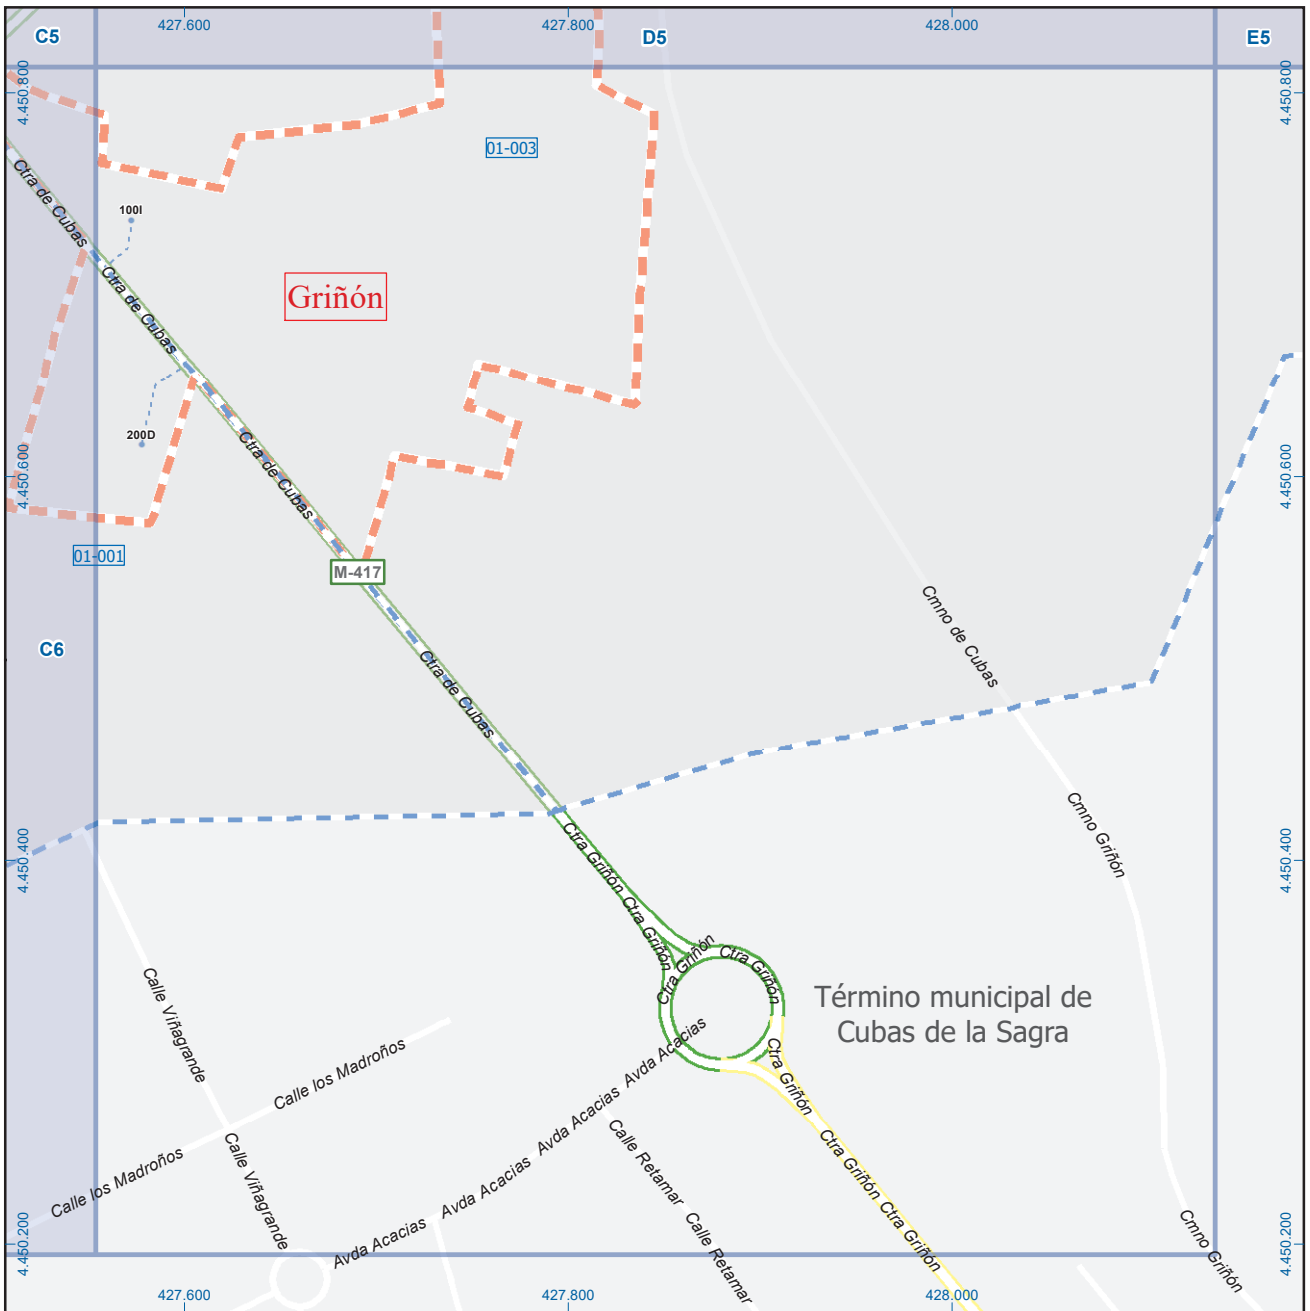 427.600
427.800
428.000
C5
D5
E5
4.450.800
4.450.800
01-003
Ctra de Cubas
100I
Ctra de Cubas
Griñón
200D
Ctra de Cubas
4.450.600
4.450.600
01-001
M-417
C6
Cmno de Cubas
Ctra de Cubas
4.450.400
4.450.400
Cmno Griñón
Ctra Griñón
Ctra Griñón
Ctra Griñón
Ctra Griñón
Término municipal de
Cubas de la Sagra
Calle Viñagrande
Calle los Madroños
Avda Acacias
Ctra Griñón
Avda Acacias
Calle los Madroños
Calle Viñagrande
Avda Acacias
Avda Acacias
Calle Retamar
Calle Retamar
Ctra Griñón
Ctra Griñón
Cmno Griñón
4.450.200
4.450.200
427.600
427.800
428.000